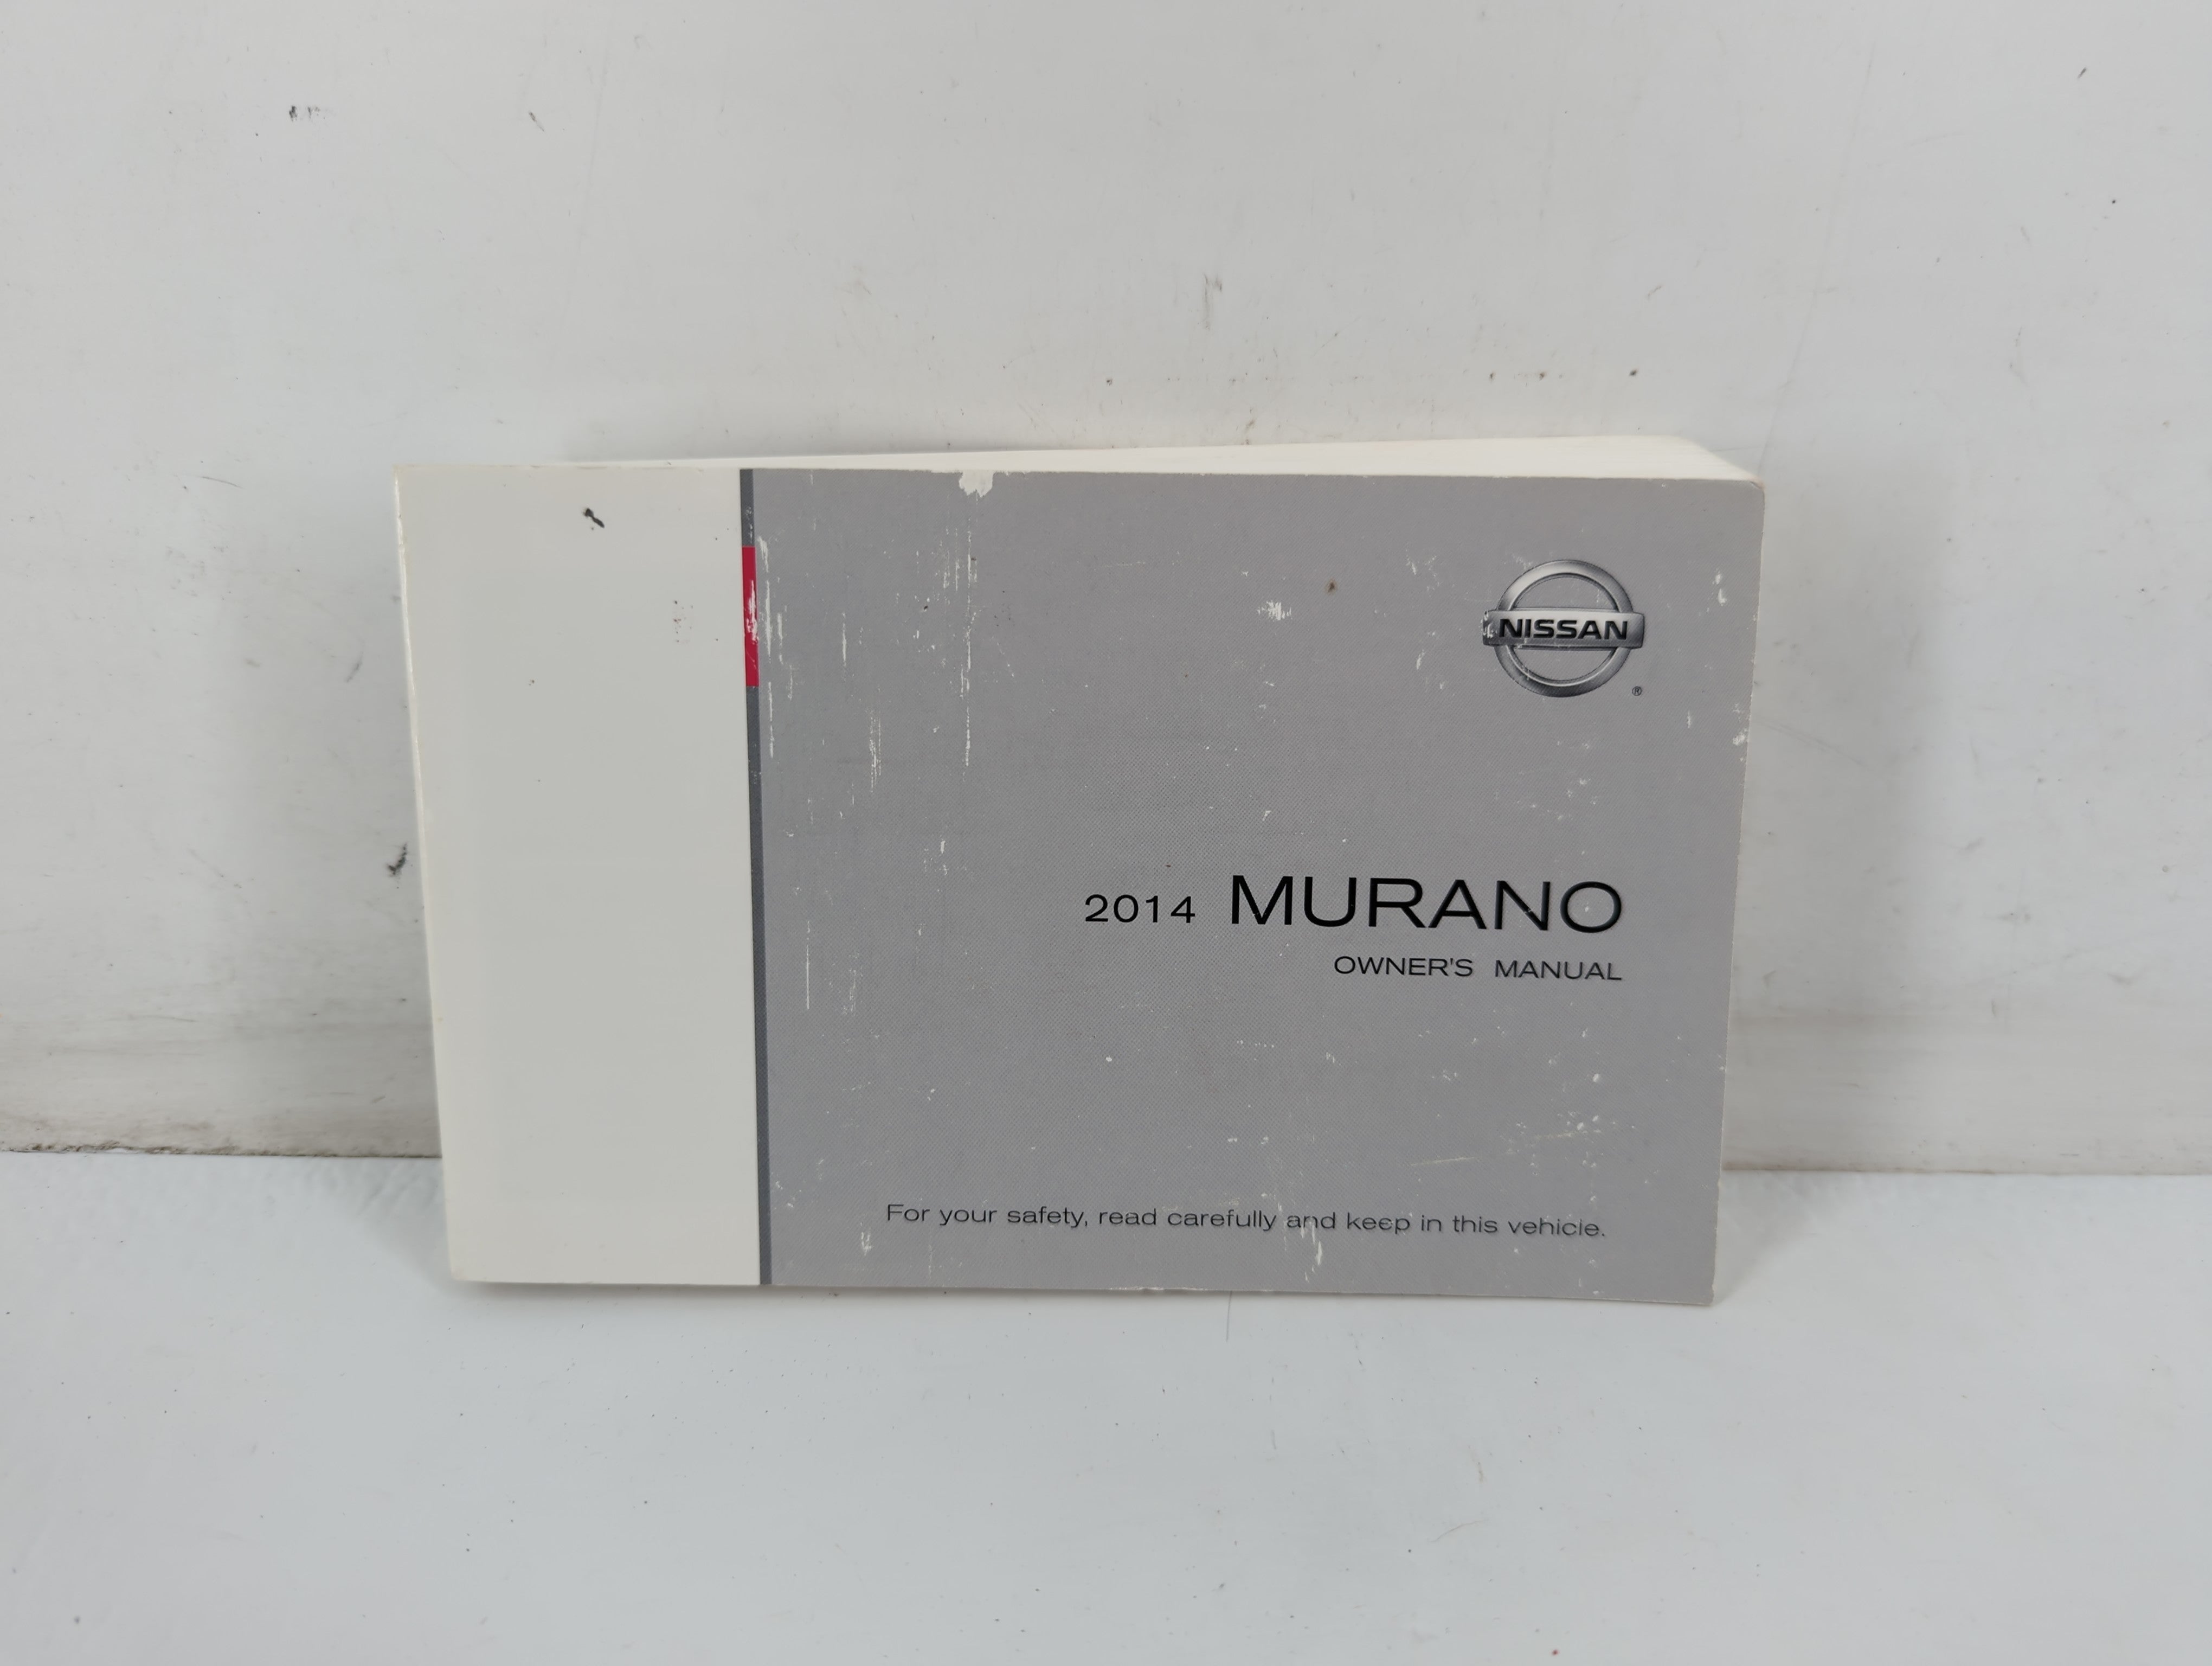 NISSAN
®
2014 MURANO
OWNER'S MANUAL
For your safety, read carefully and keep in this vehicle.